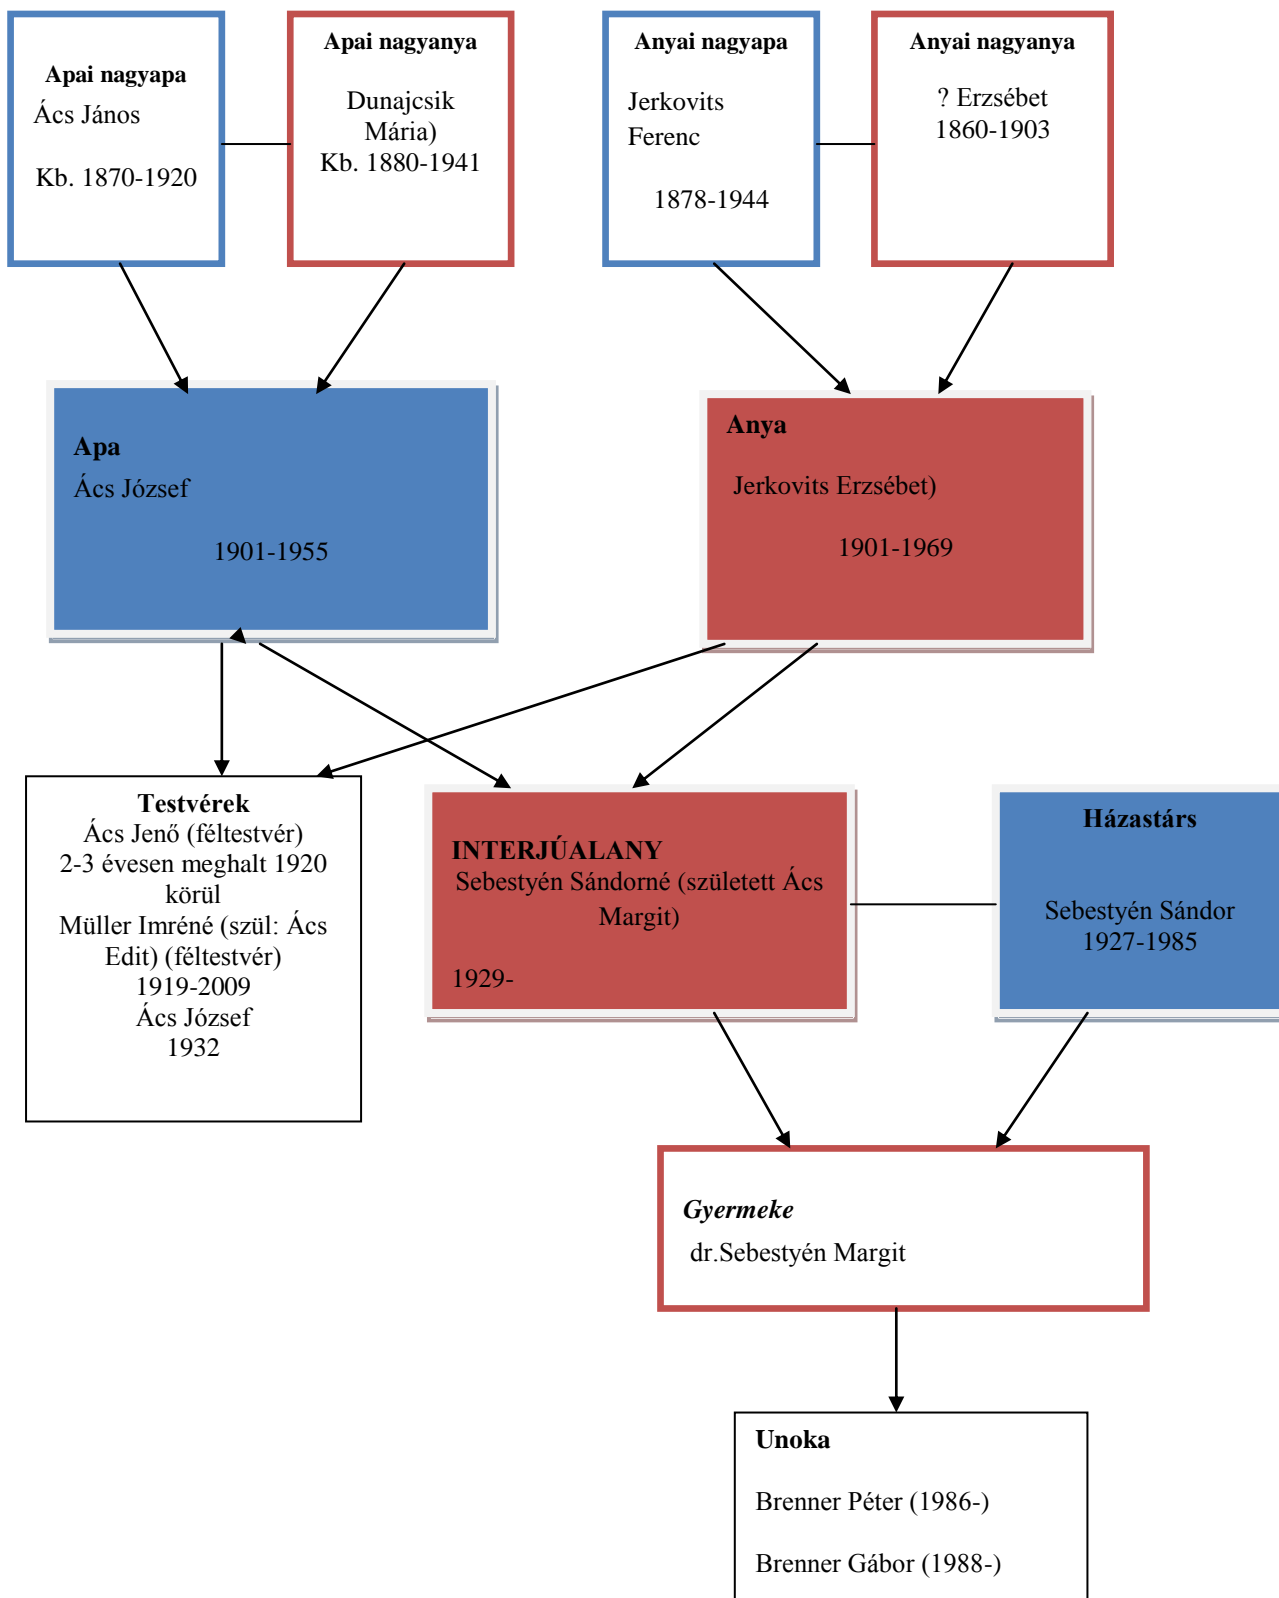 Apai nagyapa
Ács János
Kb. 1870-1920
Apai nagyanya
Dunajcsik
Mária)
Kb. 1880-1941
Anyai nagyapa
Jerkovits
Ferenc
1878-1944
Anyai nagyanya
? Erzsébet
1860-1903
Apa
Ács József
1901-1955
Anya
Jerkovits Erzsébet)
1901-1969
Testvérek
Ács Jenő (féltestvér)
2-3 évesen meghalt 1920
körül
Müller Imréné (szül: Ács
Edit) (féltestvér)
1919-2009
Ács József
1932
INTERJÚALANY
Sebestyén Sándorné (született Ács
Margit)
1929-
Házastárs
Sebestyén Sándor
1927-1985
Gyermeke
dr.Sebestyén Margit
Unoka
Brenner Péter (1986-)
Brenner Gábor (1988-)